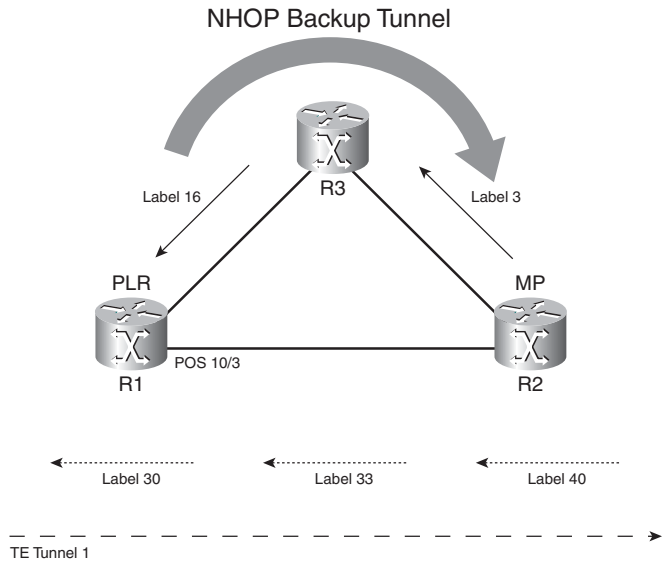 NHOP Backup Tunnel
R3
Label 16
Label 3
PLR
MP
POS 10/3
R1
R2
Label 30
Label 33
Label 40
TE Tunnel 1